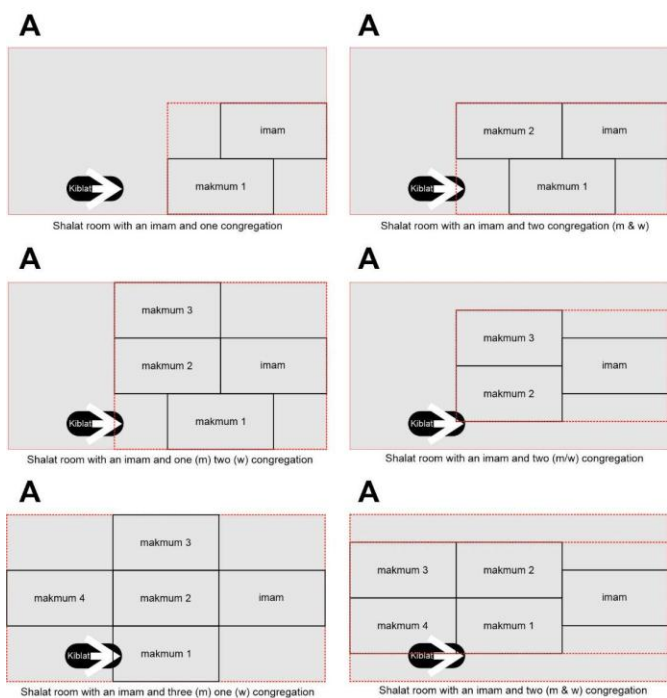 A
imam
Kiblat
makmum 1
Shalat room with an imam and one congregation
A
makmum 2
imam
Kiblat
makmum 1
Shalat room with an imam and two congregation (m & w)
A
makmum 3
makmum 2
imam
Kiblat
makmum 1
Shalat room with an imam and one (m) two (w) congregation
A
makmum 3
imam
makmum 2
Kiblat
Shalat room with an imam and two (m/w) congregation
A
makmum 3
makmum 4
makmum 2
imam
Kiblat
makmum 1
Shalat room with an imam and three (m) one (w) congregation
A
makmum 3
makmum 2
imam
makmum 4
makmum 1
Kiblat
Shalat room with an imam and two (m & w) congregation